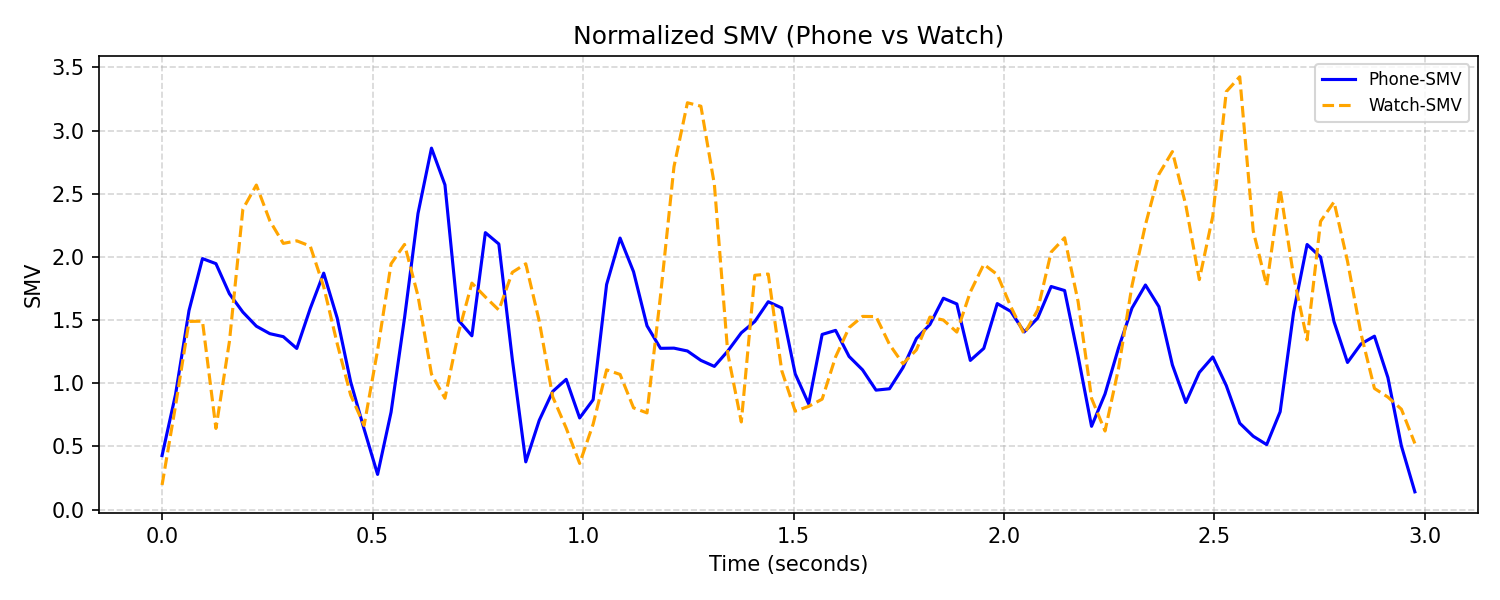 Normalized SMV (Phone vs Watch)
Phone-SMV
Watch-SMV
SMV
3.5
3.0
2.5
2.0
1.5
1.0
0.5
0.0
0.0 0.5 1.0 1.5 2.0 2.5 3.0
Time (seconds)